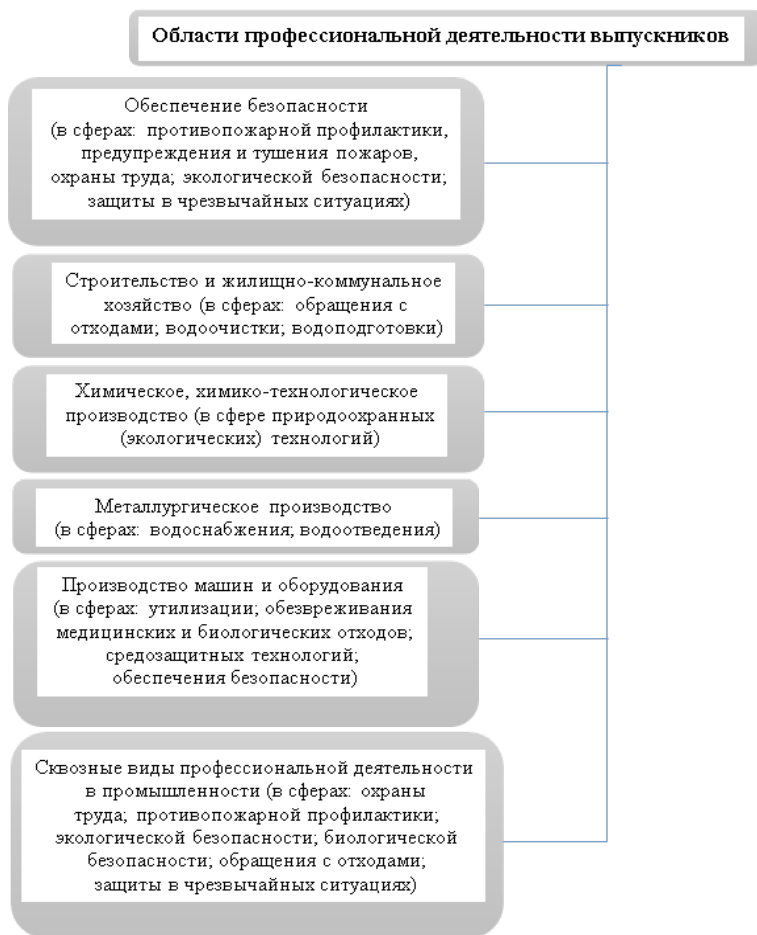 Области профессиональной деятельности выпускников
Обеспечение безопасности
(в сферах: противопожарной профилактики,
предупреждения и тушения пожаров,
охраны труда; экологической безопасности;
защиты в чрезвычайных ситуациях)
Строительство и жилищно-коммунальное
хозяйство (в сферах: обращения с
отходами; водоочистки; водоподготовки)
Химическое, химико-технологическое
производство (в сфере природоохранных
(экологических) технологий)
Металлургическое производство
(в сферах: водоснабжения; водоотведения)
Производство машин и оборудования
(в сферах: утилизации; обезвреживания
медицинских и биологических отходов;
средозащитных технологий;
обеспечения безопасности)
Сквозные виды профессиональной деятельности
в промышленности (в сферах: охраны
труда; противопожарной профилактики;
экологической безопасности; биологической
безопасности; обращения с отходами;
защиты в чрезвычайных ситуациях)